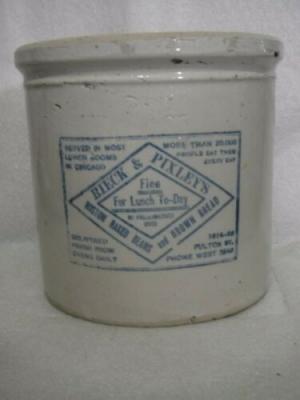 SERVED IN MOST
LUNCH ROOMS
IN CHICAGO
MORE THAN 20,000
PEOPLE EAT THEM
EVERY DAY
RIECK & PIXLEY'S
Fine
For Lunch To-Day
BOSTON BAKED BEANS and BROWN BREAD
DELIVERED
FRESH FROM
OVENS DAILY
FULTON ST.
PHONE WEST